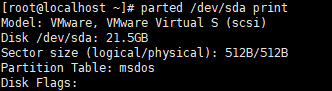 [root@localhost ~]# parted /dev/sda print
Model: VMware, VMware Virtual S (scsi)
Disk /dev/sda: 21.5GB
Sector size (logical/physical): 512B/512B
Partition Table: msdos
Disk Flags: